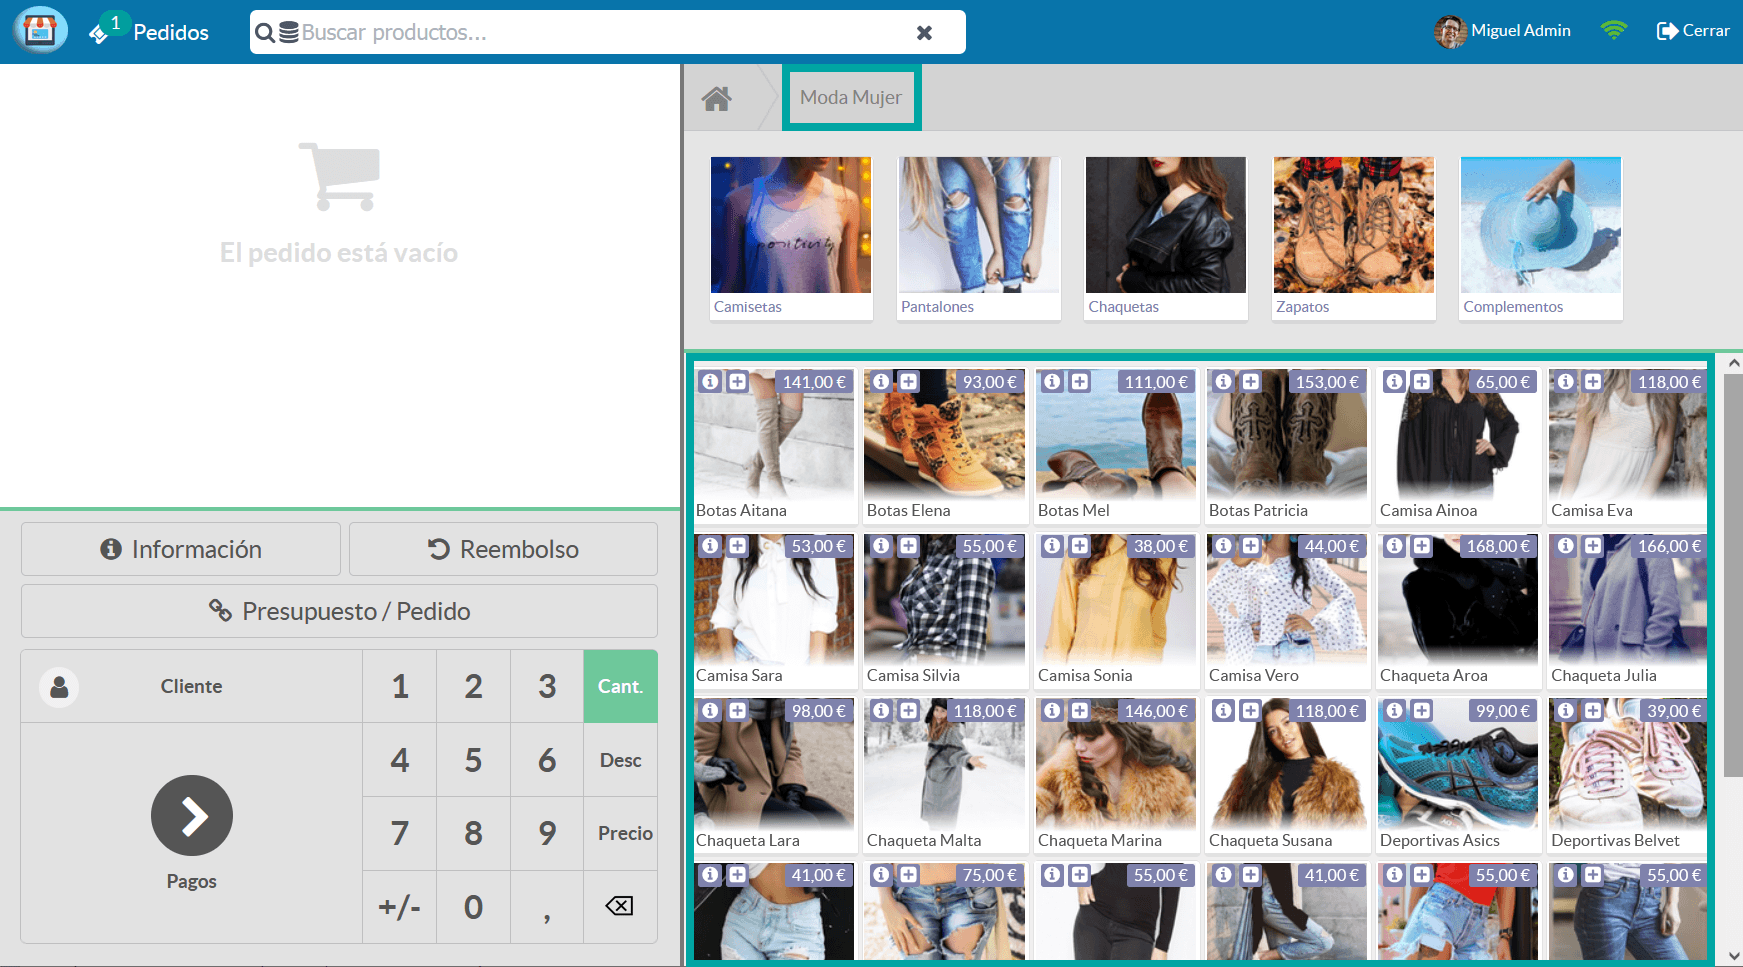 1
Pedidos
Buscar productos...
Miguel Admin
Cerrar
El pedido está vacío
Información
Reembolso
Presupuesto / Pedido
Cliente
1 2 3 Cant.
4 5 6 Desc
7 8 9 Precio
+/- 0 ,
Pagos
Moda Mujer
positivity
Camisetas
Pantalones
Chaquetas
Zapatos
Complementos
141,00 € 93,00 € 111,00 € 153,00 € 65,00 € 118,00 €
Botas Aitana Botas Elena Botas Mel Botas Patricia Camisa Ainoa Camisa Eva
53,00 € 55,00 € 38,00 € 44,00 € 168,00 € 166,00 €
Camisa Sara Camisa Silvia Camisa Sonia Camisa Vero Chaqueta Aroa Chaqueta Julia
98,00 € 118,00 € 146,00 € 118,00 € 99,00 € 39,00 €
Chaqueta Lara Chaqueta Malta Chaqueta Marina Chaqueta Susana Deportivas Asics Deportivas Belvet
41,00 € 75,00 € 55,00 € 41,00 € 55,00 € 55,00 €